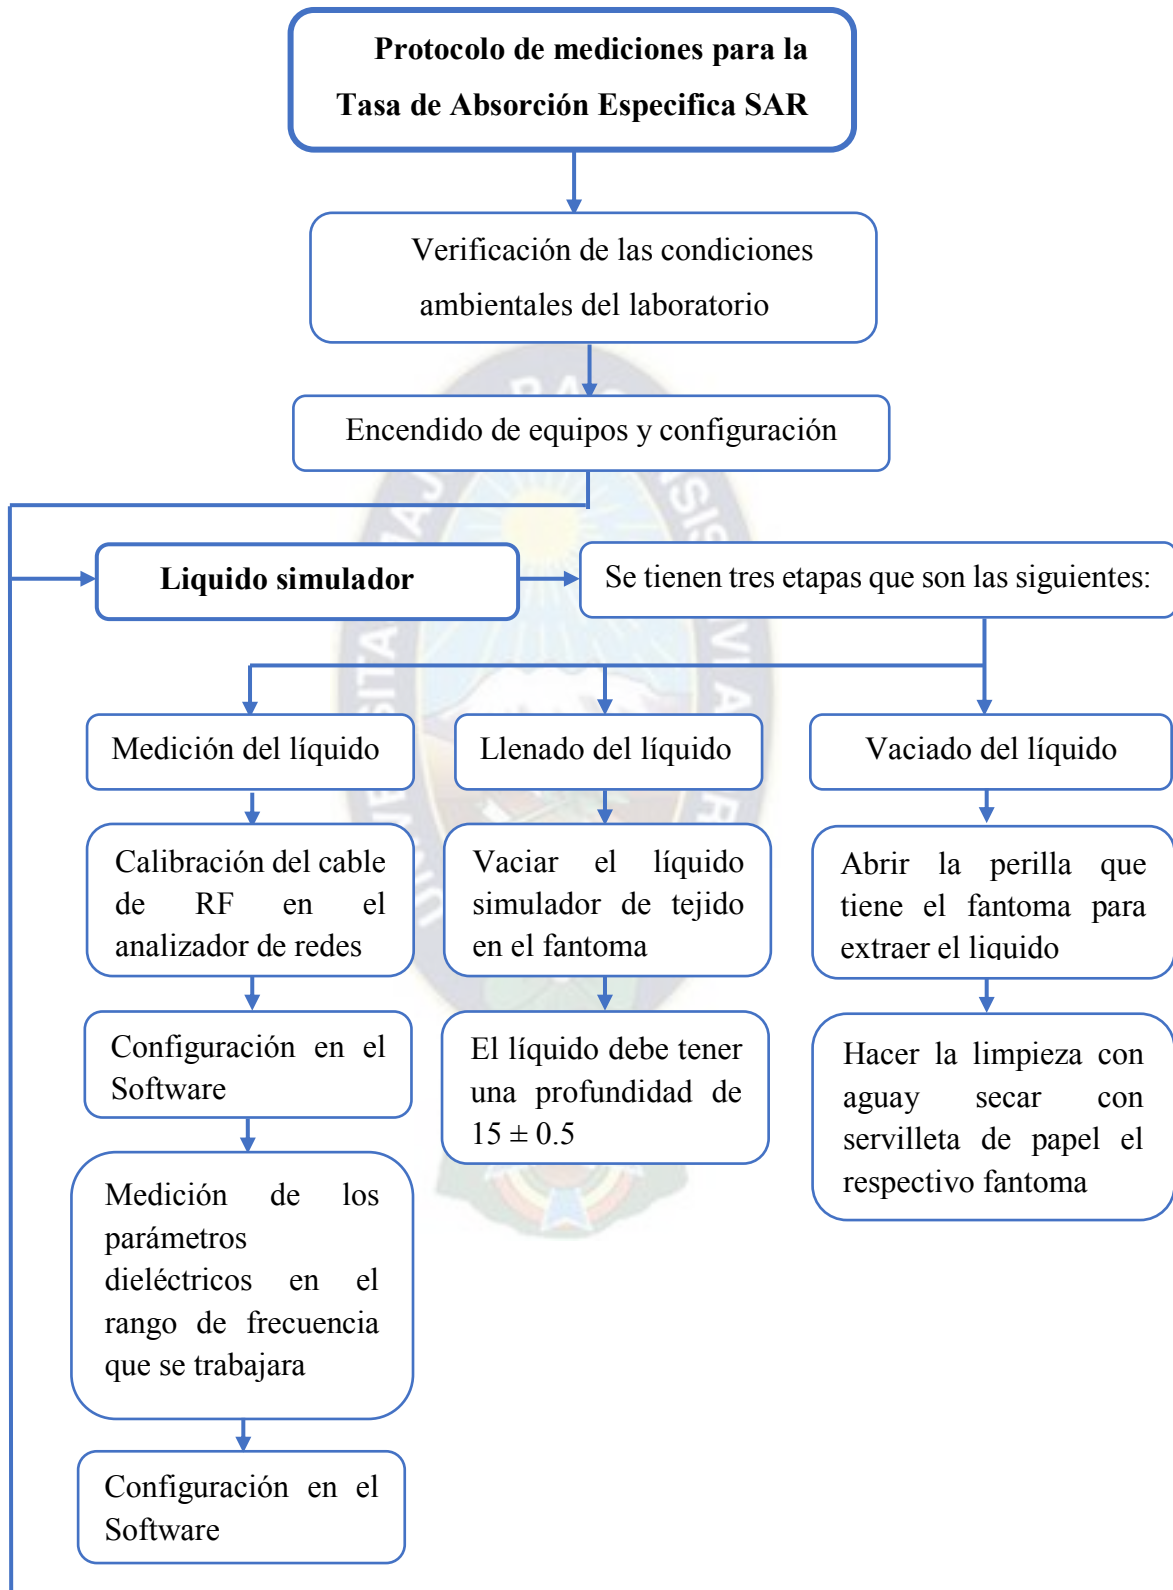 Protocolo de mediciones para la
Tasa de Absorción Especifica SAR
Verificación de las condiciones
ambientales del laboratorio
Encendido de equipos y configuración
Liquido simulador
Se tienen tres etapas que son las siguientes:
Medición del líquido
Calibración del cable
de RF en el
analizador de redes
Configuración en el
Software
Medición de los
parámetros
dieléctricos en el
rango de frecuencia
que se trabajara
Configuración en el
Software
Llenado del líquido
Vaciar el líquido
simulador de tejido
en el fantoma
El líquido debe tener
una profundidad de
15 ± 0.5
Vaciado del líquido
Abrir la perilla que
tiene el fantoma para
extraer el liquido
Hacer la limpieza con
aguay secar con
servilleta de papel el
respectivo fantoma